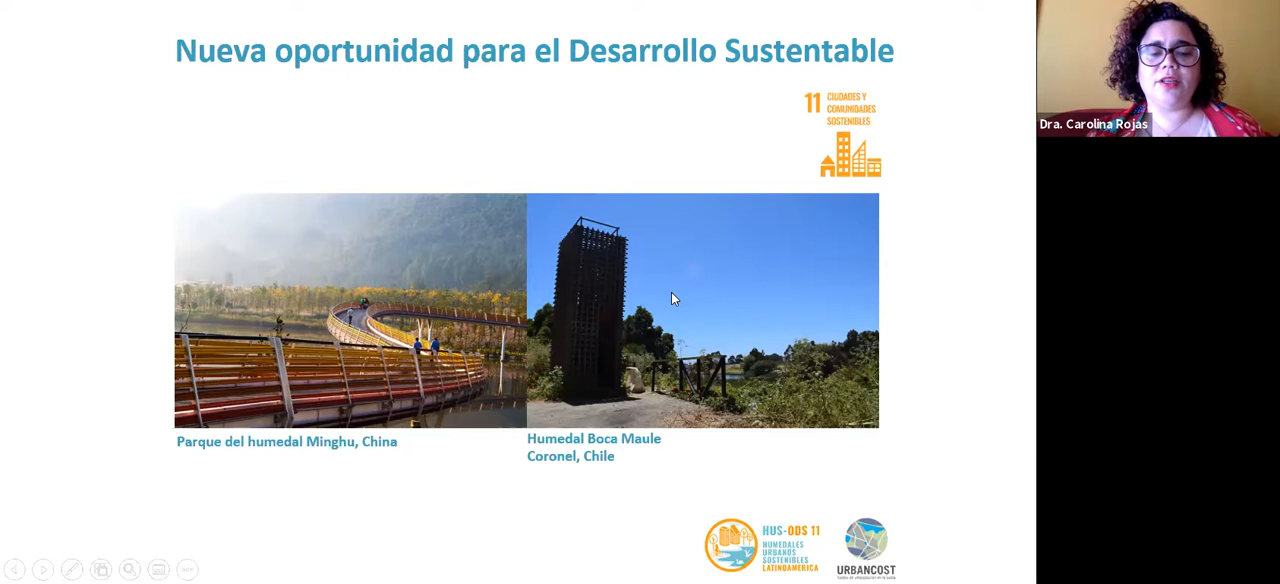 Nueva oportunidad para el Desarrollo Sustentable
11 CIUDADES Y
COMUNIDADES
SOSTENIBLES
Dra. Carolina Rojas
Parque del humedal Minghu, China
Humedal Boca Maule
Coronel, Chile
HUS-ODS 11
HUMEDALES
URBANOS
SOSTENIBLES
LATINOAMERICA
URBANCOST